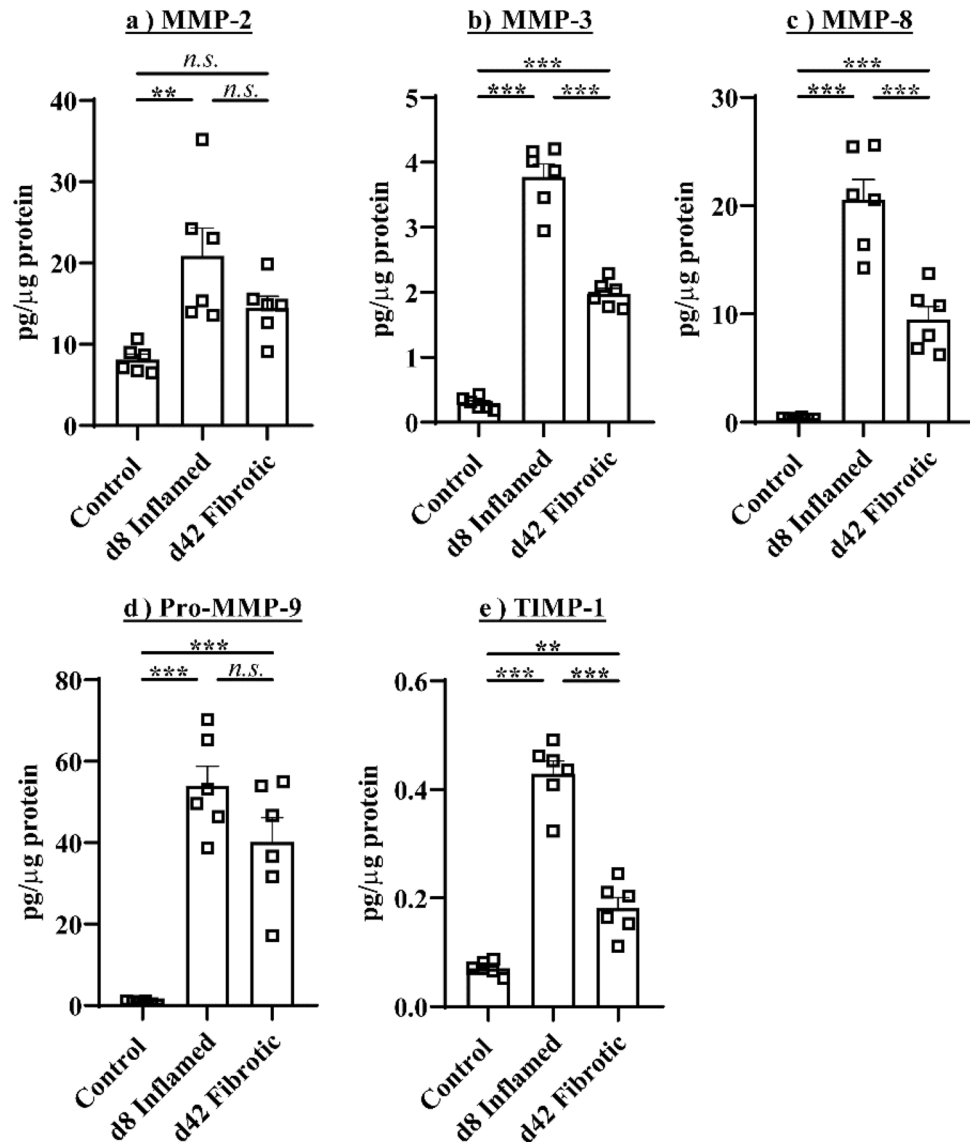 a ) MMP-2
n.s.
** n.s.
pg/µg protein
40
30
20
10
0
Control
d8 Inflamed
d42 Fibrotic
b) MMP-3
***
*** ***
pg/µg protein
5
4
3
2
1
0
Control
d8 Inflamed
d42 Fibrotic
c ) MMP-8
***
*** ***
pg/µg protein
30
20
10
0
Control
d8 Inflamed
d42 Fibrotic
d ) Pro-MMP-9
***
*** n.s.
pg/µg protein
80
60
40
20
0
Control
d8 Inflamed
d42 Fibrotic
e ) TIMP-1
**
*** ***
pg/µg protein
0.6
0.4
0.2
0.0
Control
d8 Inflamed
d42 Fibrotic